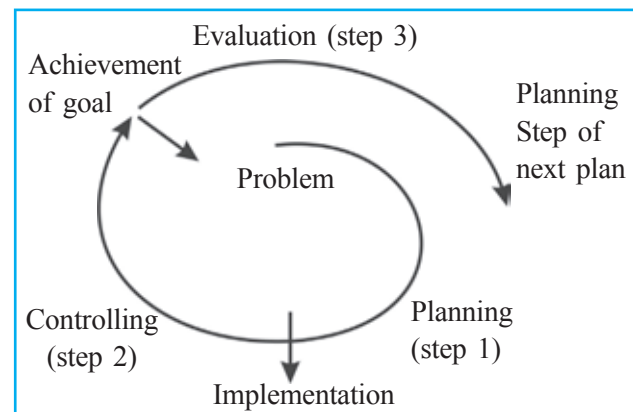 Evaluation (step 3)
Achievement
of goal
Planning
Step of
next plan
Problem
Controlling
(step 2)
Planning
(step 1)
Implementation